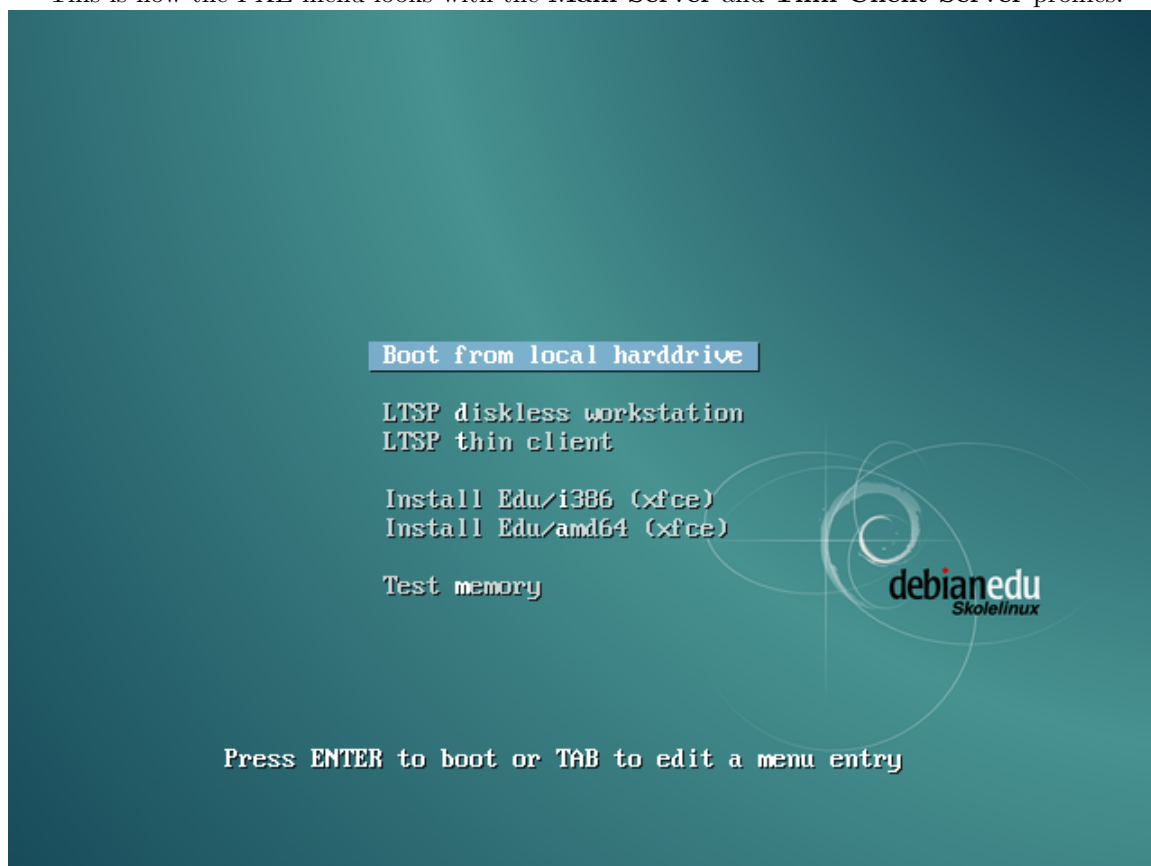 This is how the PXE menu looks with the Main Server and Thin Client Server profiles:
Boot from local harddrive
LTSP diskless workstation
LTSP thin client
Install Edu/i386 (xfce)
Install Edu/amd64 (xfce)
Test memory
debianedu
Skolelinux
Press ENTER to boot or TAB to edit a menu entry